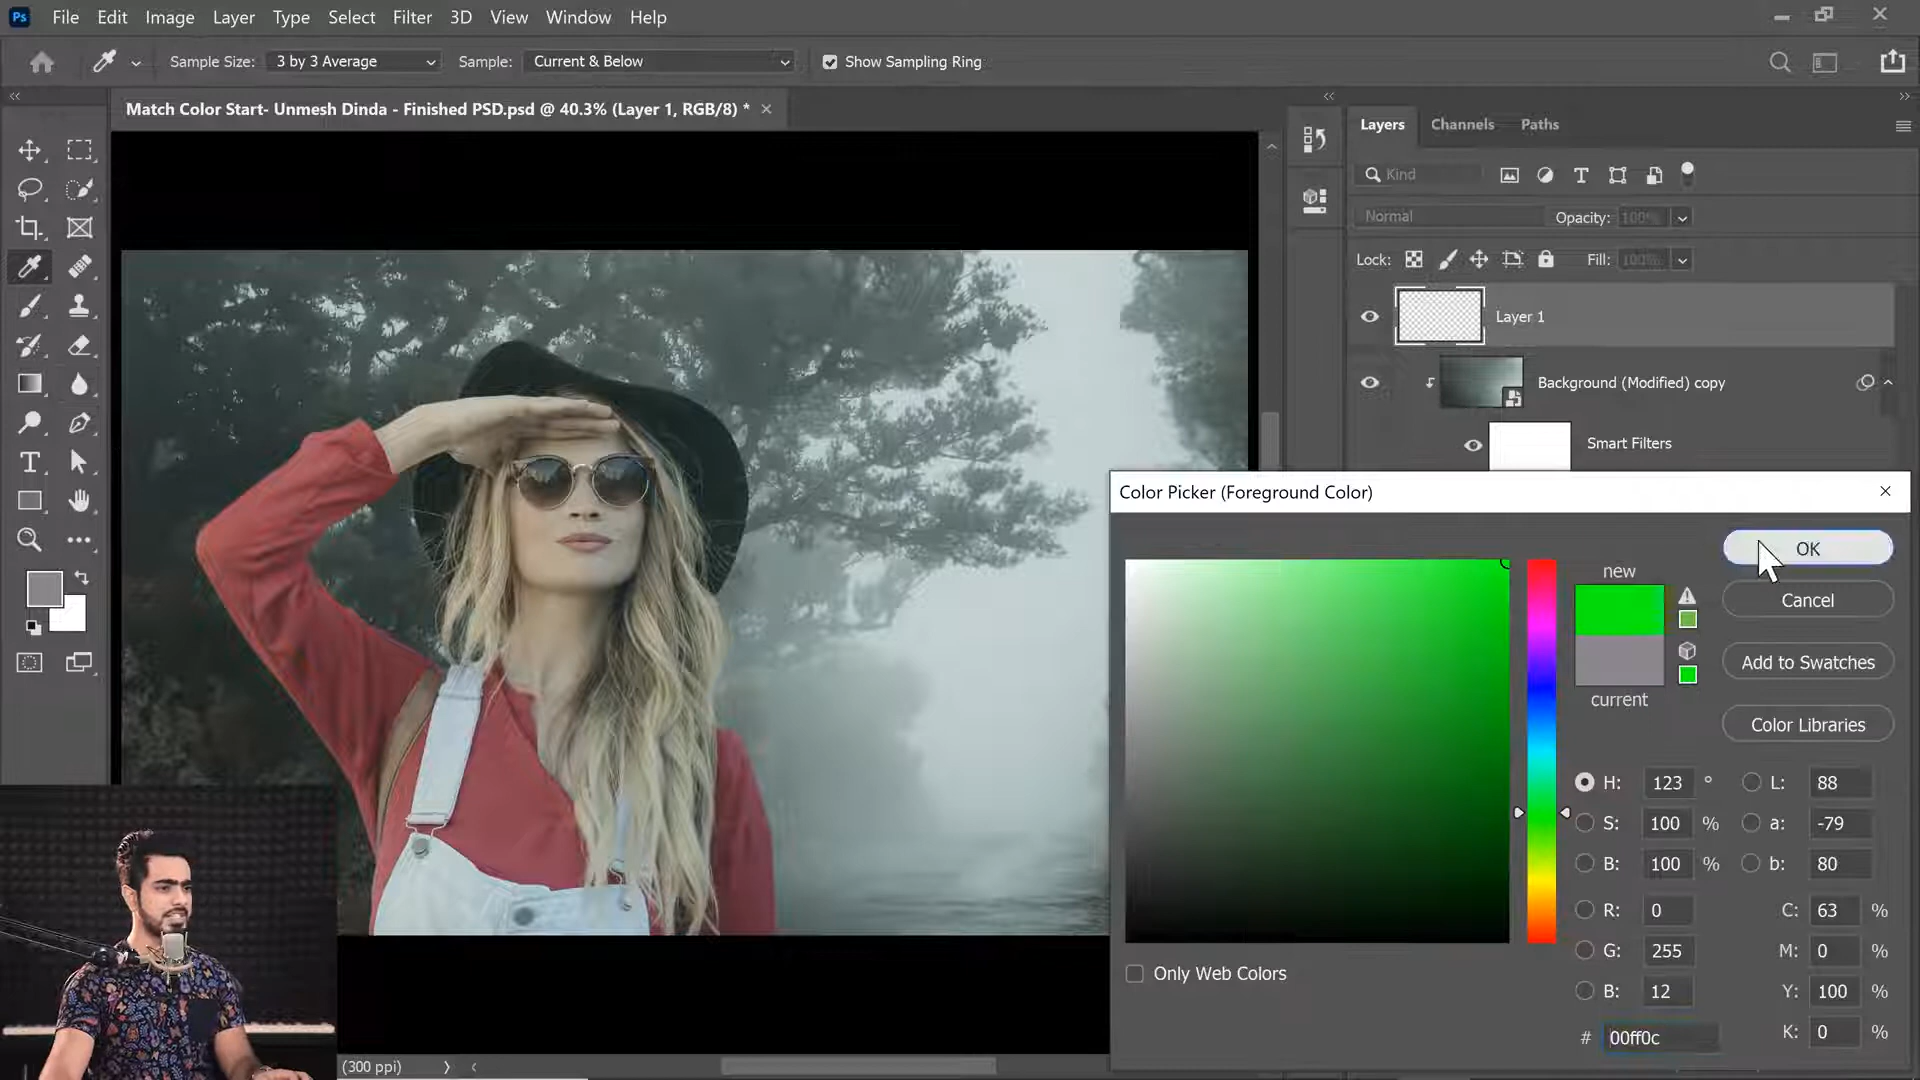 Ps File Edit Image Layer Type Select Filter 3D View Window Help
Sample Size: 3 by 3 Average Sample: Current & Below Show Sampling Ring
Match Color Start- Unmesh Dinda - Finished PSD.psd @ 40.3% (Layer 1, RGB/8) *
Layers Channels Paths
Kind
Normal Opacity: 100%
Lock: Fill: 100%
Layer 1
Background (Modified) copy
Smart Filters
Color Picker (Foreground Color)
OK
new
Cancel
Add to Swatches
current
Color Libraries
H: 123 ° L: 88
S: 100 % a: -79
B: 100 % b: 80
R: 0 C: 63 %
G: 255 M: 0 %
Only Web Colors
B: 12 Y: 100 %
# 00ff0c K: 0 %
(300 ppi)